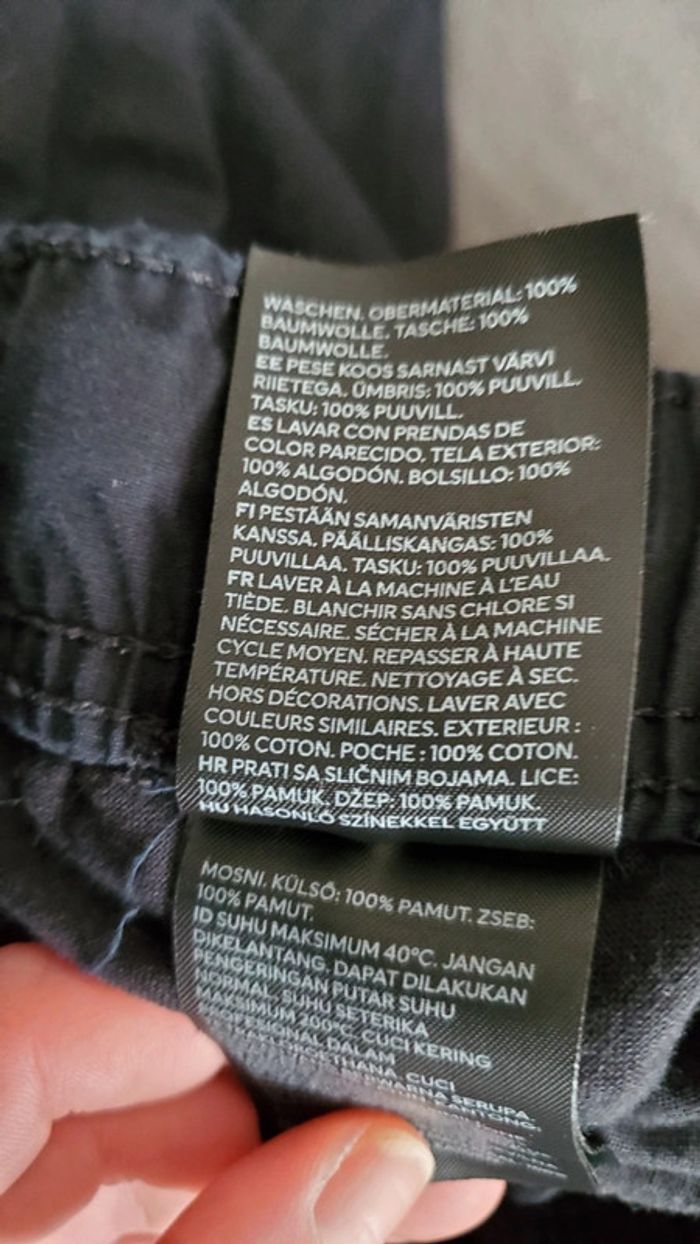 WASCHEN. OBERMATERIAL: 100%
BAUMWOLLE. TASCHE: 100%
BAUMWOLLE.
EE PESE KOOS SARNAST VÄRVI
RIIETEGA. ÜMBRIS: 100% PUUVILL.
TASKU: 100% PUUVILL.
ES LAVAR CON PRENDAS DE
COLOR PARECIDO. TELA EXTERIOR:
100% ALGODÓN. BOLSILLO: 100%
ALGODÓN.
FI PESTÄÄN SAMANVÄRISTEN
KANSSA. PÄÄLLISKANGAS: 100%
PUUVILLAA. TASKU: 100% PUUVILLAA.
FR LAVER À LA MACHINE À L'EAU
TIÈDE. BLANCHIR SANS CHLORE SI
NÉCESSAIRE. SÉCHER À LA MACHINE
CYCLE MOYEN. REPASSER À HAUTE
TEMPÉRATURE. NETTOYAGE À SEC.
HORS DÉCORATIONS. LAVER AVEC
COULEURS SIMILAIRES. EXTERIEUR :
100% COTON. POCHE : 100% COTON.
HR PRATI SA SLIČNIM BOJAMA. LICE:
100% PAMUK. DŽEP: 100% PAMUK.
HU HASONLÓ SZÍNEKKEL EGYÜTT
MOSNI. KÜLSŐ: 100% PAMUT. ZSEB:
100% PAMUT.
ID SUHU MAKSIMUM 40°C. JANGAN
DIKELANTANG. DAPAT DILAKUKAN
PENGERINGAN PUTAR SUHU
NORMAL. SUHU SETERIKA
MAKSIMUM 200°C. CUCI KERING
DALAM
CUCI
SERUPA.
KANTONG: